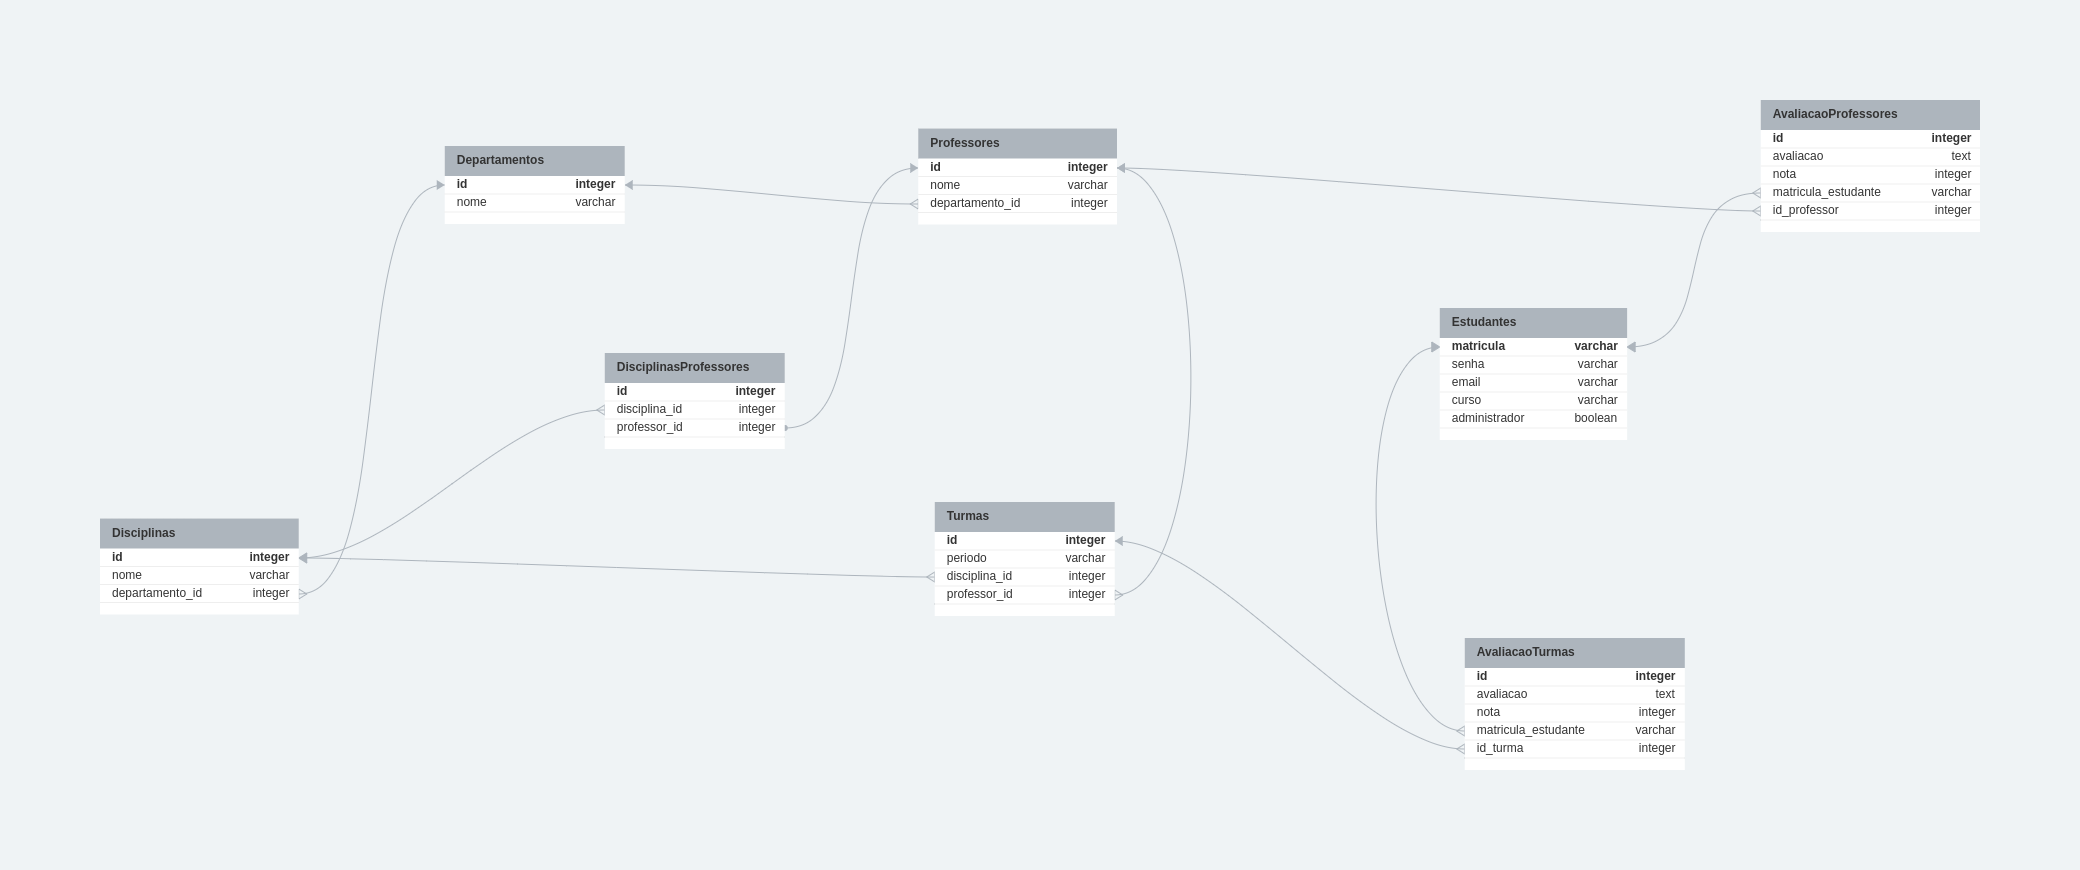 Departamentos
id integer
nome varchar
Professores
id integer
nome varchar
departamento_id integer
AvaliacaoProfessores
id integer
avaliacao text
nota integer
matricula_estudante varchar
id_professor integer
Estudantes
matricula varchar
senha varchar
email varchar
curso varchar
administrador boolean
DisciplinasProfessores
id integer
disciplina_id integer
professor_id integer
Disciplinas
id integer
nome varchar
departamento_id integer
Turmas
id integer
periodo varchar
disciplina_id integer
professor_id integer
AvaliacaoTurmas
id integer
avaliacao text
nota integer
matricula_estudante varchar
id_turma integer